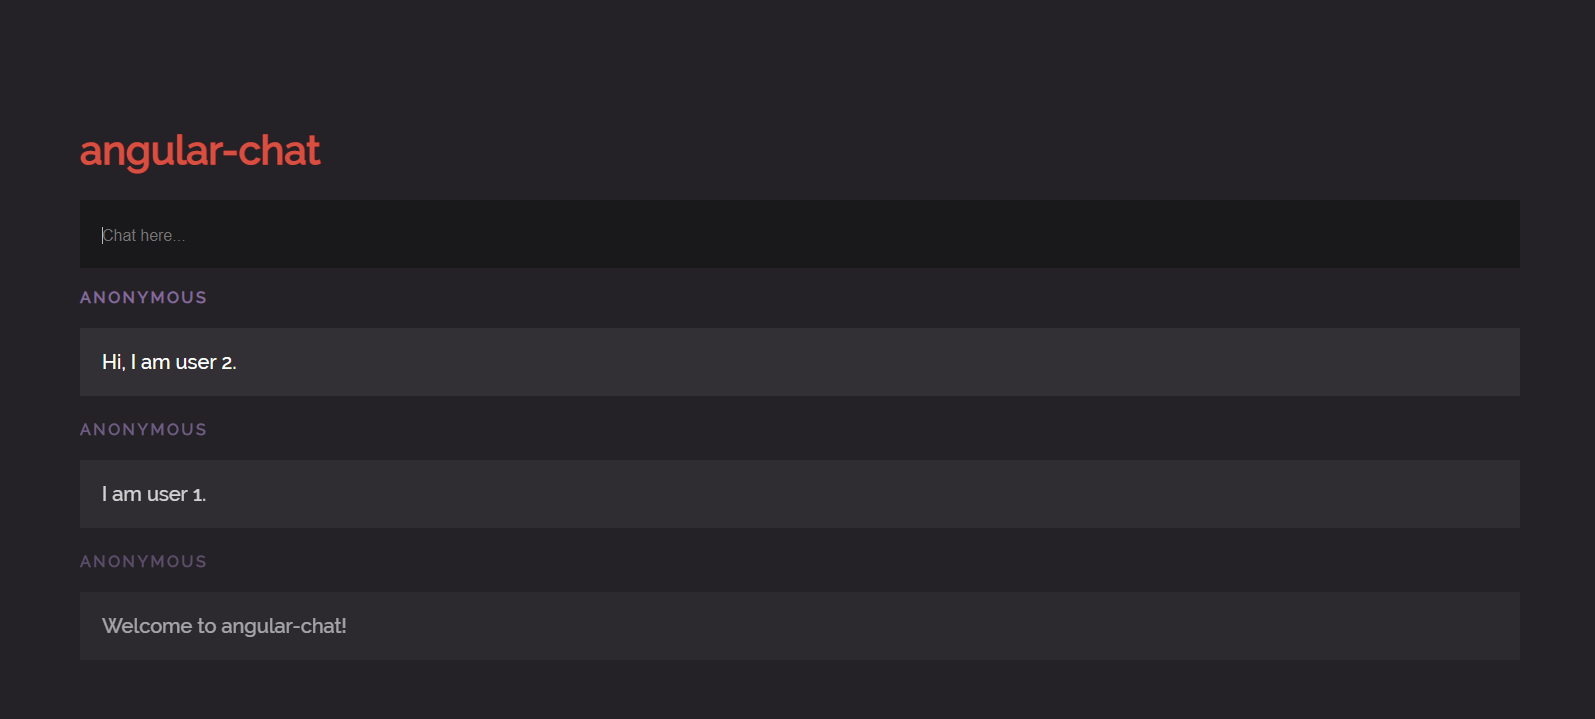 angular-chat
Chat here...
ANONYMOUS
Hi, I am user 2.
ANONYMOUS
I am user 1.
ANONYMOUS
Welcome to angular-chat!